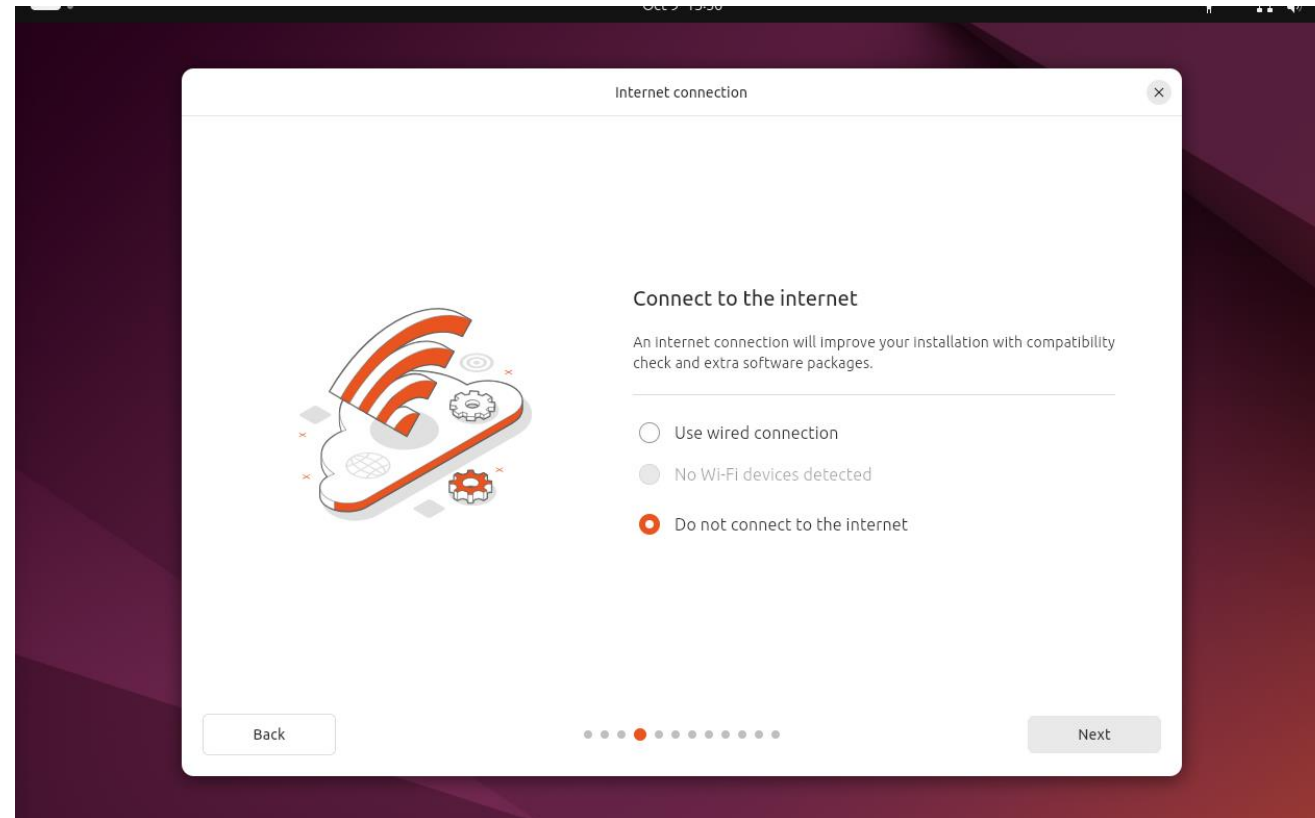 Internet connection
Connect to the internet
An internet connection will improve your installation with compatibility
check and extra software packages.
Use wired connection
No Wi-Fi devices detected
Do not connect to the internet
Back
Next